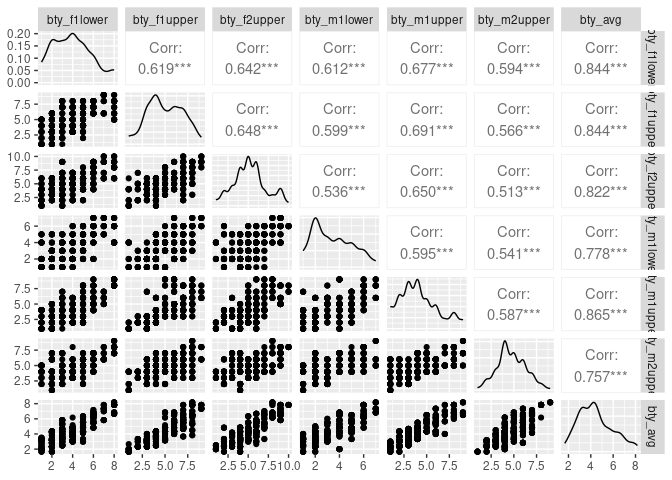 bty_f1lower bty_f1upper bty_f2upper bty_m1lower bty_m1upper bty_m2upper bty_avg
0.20
0.15
0.10
0.05
0.00
Corr:
0.619***
Corr:
0.642***
Corr:
0.612***
Corr:
0.677***
Corr:
0.594***
Corr:
0.844***
7.5
5.0
2.5
Corr:
0.648***
Corr:
0.599***
Corr:
0.691***
Corr:
0.566***
Corr:
0.844***
10.0
7.5
5.0
2.5
Corr:
0.536***
Corr:
0.650***
Corr:
0.513***
Corr:
0.822***
6
4
2
Corr:
0.595***
Corr:
0.541***
Corr:
0.778***
7.5
5.0
2.5
Corr:
0.587***
Corr:
0.865***
7.5
5.0
2.5
Corr:
0.757***
8
6
4
2
bty_avg
2 4 6 8 2.5 5.0 7.5 2.5 5.0 7.5 10.0 2 4 6 2.5 5.0 7.5 2.5 5.0 7.5 2 4 6 8